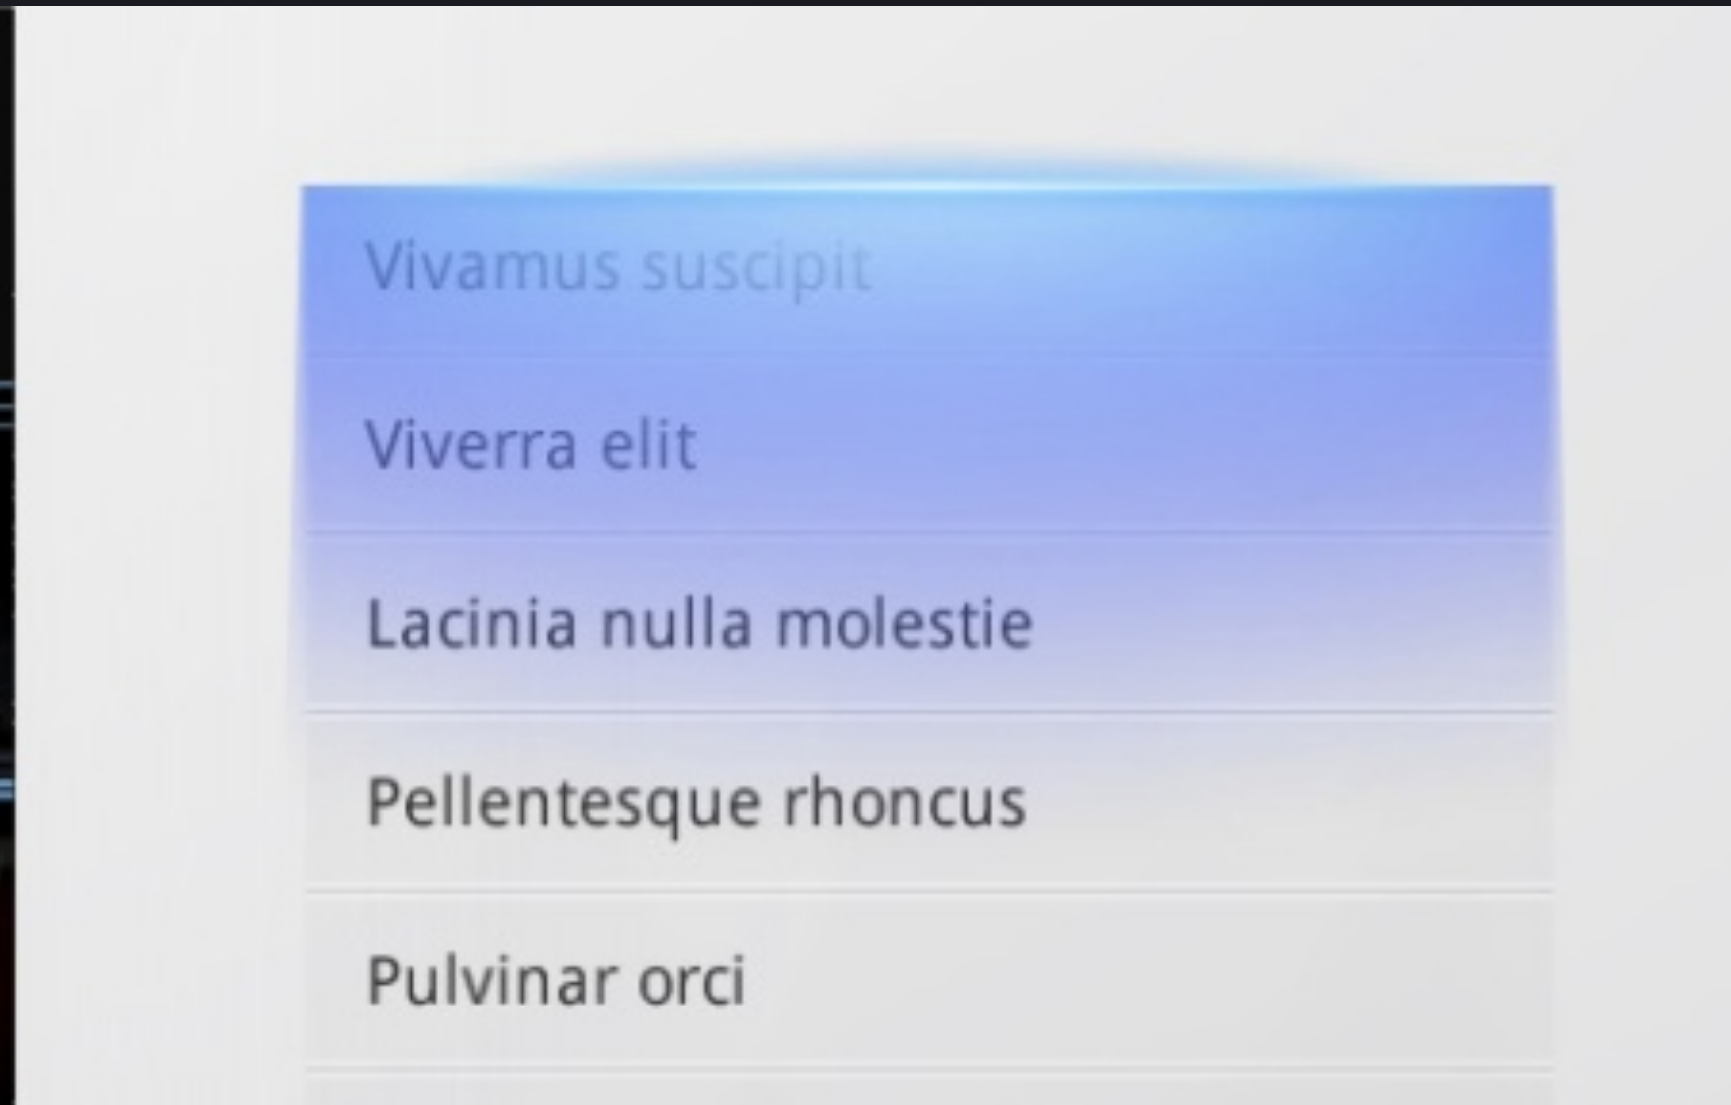 Vivamus suscipit
Viverra elit
Lacinia nulla molestie
Pellentesque rhoncus
Pulvinar orci